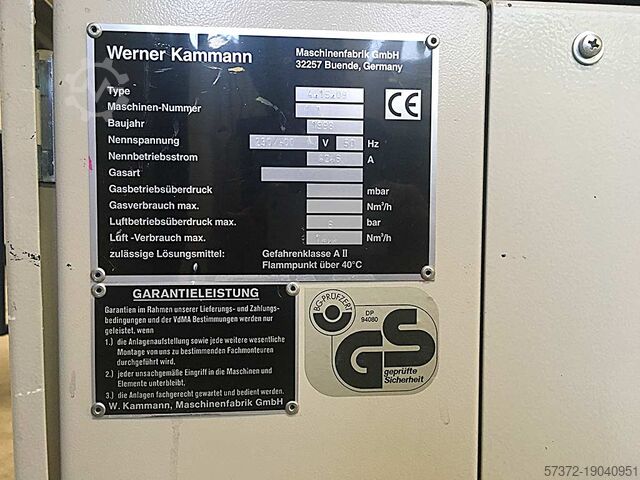 Werner Kammann
Maschinenfabrik GmbH
32257 Buende, Germany
Type
Maschinen-Nummer
Baujahr
Nennspannung 230/400 V 50 Hz
Nennbetriebsstrom A
Gasart
Gasbetriebsüberdruck mbar
Gasverbrauch max. Nm³/h
Luftbetriebsüberdruck max. bar
Luft -Verbrauch max. Nm³/h
zulässige Lösungsmittel: Gefahrenklasse A II
Flammpunkt über 40°C
CE
GARANTIELEISTUNG
Garantien im Rahmen unserer Lieferungs- und Zahlungs-
bedingungen und der VdMA Bestimmungen werden nur
geleistet, wenn
1.) die Anlagenaufstellung sowie jede weitere wesentliche
Montage von uns zu bestimmenden Fachmonteuren
durchgeführt wird.
2.) jeder unsachgemäße Eingriff in die Maschinen und
Elemente unterbleibt.
3.) die Anlagen fachgerecht gewartet und bedient werden.
W. Kammann, Maschinenfabrik GmbH
BG-PRÜFZERT
DP
94080
GS
geprüfte
Sicherheit
57372-19040951